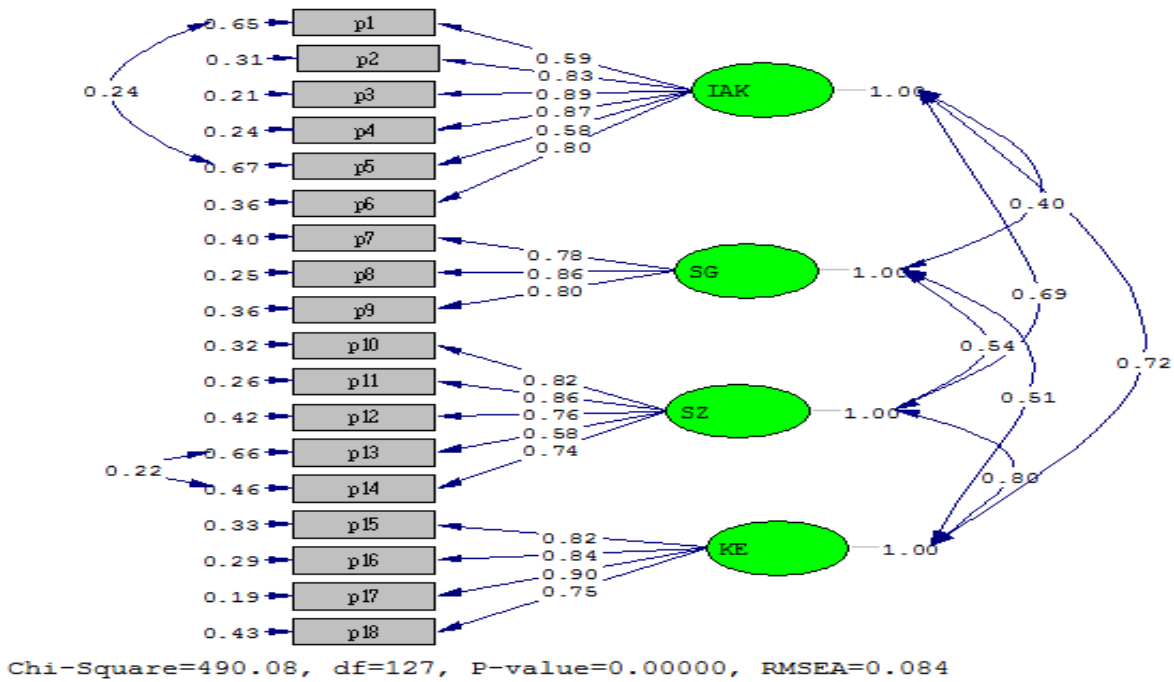 0.65 p1
0.31 p2 0.59
0.24 0.21 p3 0.83 IAK 1.00
0.24 p4 0.89
0.67 p5 0.87
0.36 p6 0.58
0.40 p7 0.80 0.40
0.25 p8 0.78 SG 1.00
0.36 p9 0.86 0.69
0.32 p10 0.80 0.54
0.26 p11 0.82 0.72
0.42 p12 0.86 SZ 1.00 0.51
0.66 p13 0.76
0.22 0.46 p14 0.58
0.33 p15 0.74 0.80
0.29 p16 0.82 KE 1.00
0.19 p17 0.84
0.43 p18 0.90
0.75
Chi-Square=490.08, df=127, P-value=0.00000, RMSEA=0.084